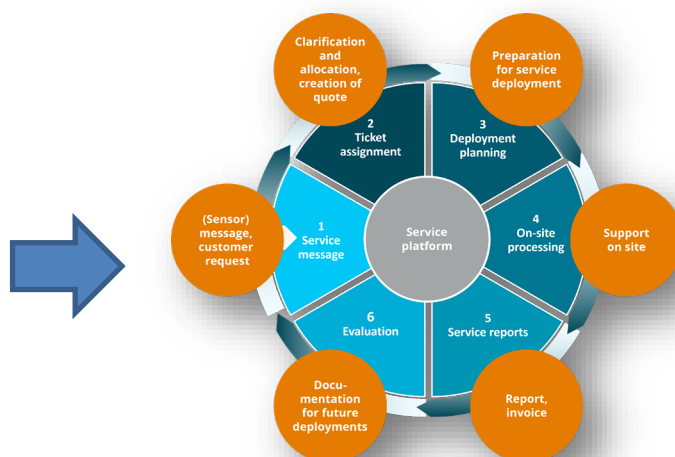 Clarification
and
allocation,
creation of
quote
Preparation
for service
deployment
2
Ticket
assignment
3
Deployment
planning
(Sensor)
message,
customer
request
1
Service
message
Service
platform
4
On-site
processing
Support
on site
6
Evaluation
5
Service reports
Docu-
mentation
for future
deployments
Report,
invoice